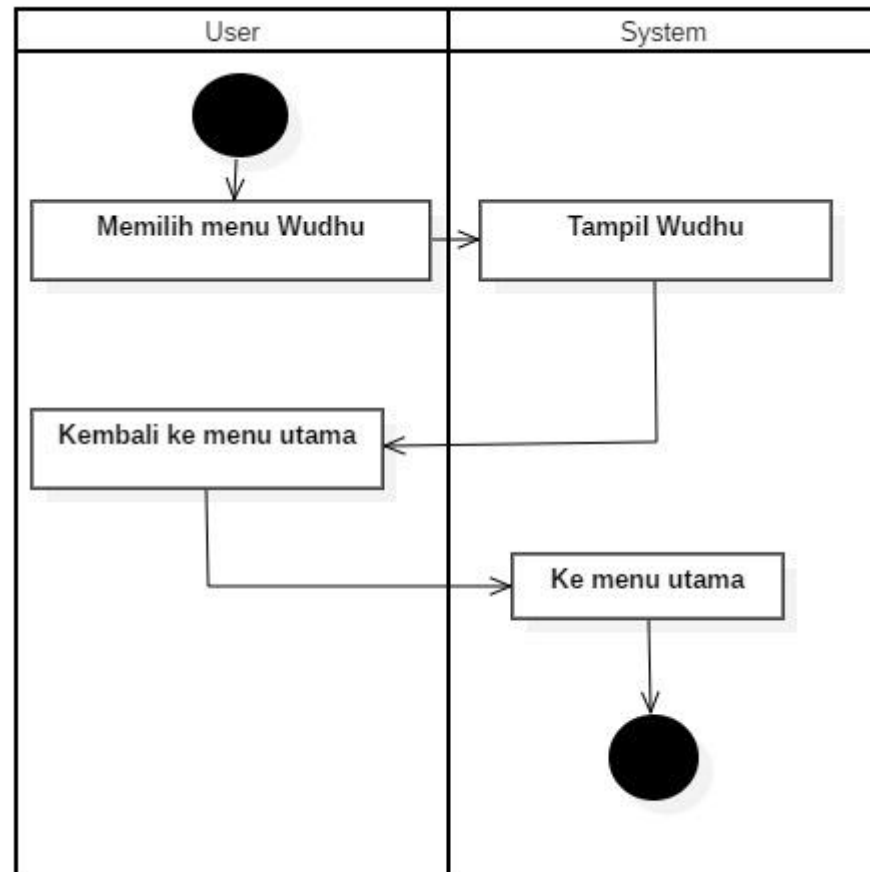 User
System
Memilih menu Wudhu
Tampil Wudhu
Kembali ke menu utama
Ke menu utama